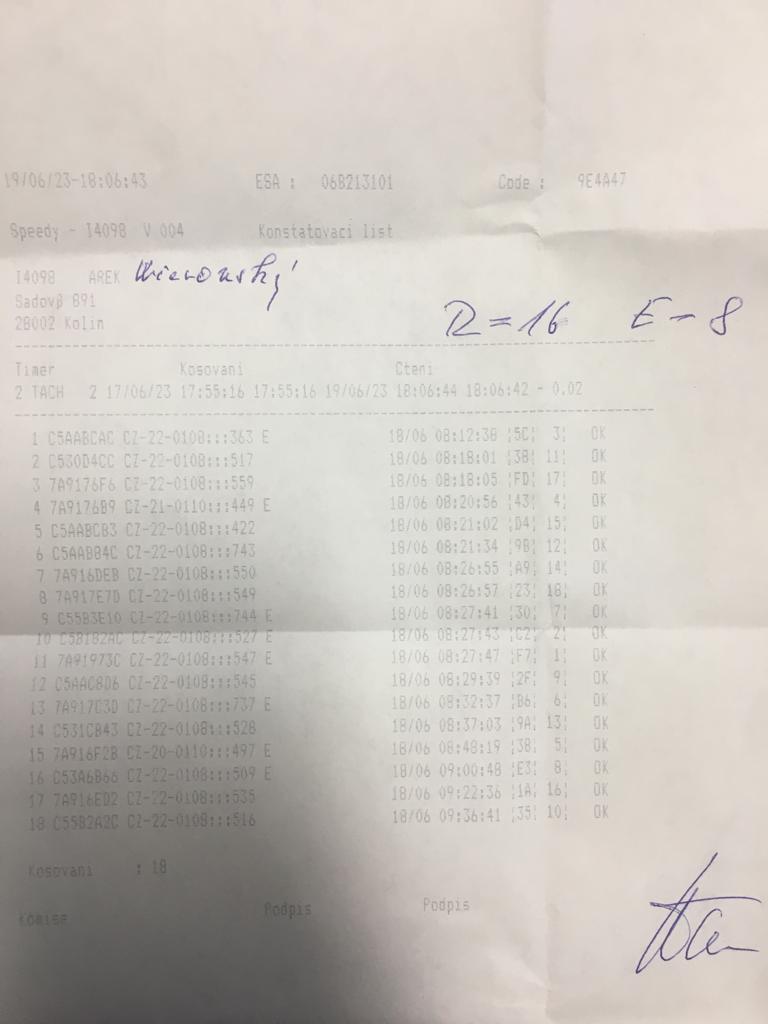 19/06/23-18:06:43 ESA : 06B213101 Code : 9E4A47
Speedy - I4098 V 004 Konstatovaci list
I4098 AREK
Sadovβ 891
28002 Kolin
R=16 E-8
Timer Kosovani Cteni
2 TACH 2 17/06/23 17:55:16 17:55:16 19/06/23 18:06:44 18:06:42 - 0.02
1 C5AABCAC CZ-22-0108:::363 E 18/06 08:12:38 ¦5C¦ 3¦ OK
2 C530D4CC CZ-22-0108:::517 18/06 08:18:01 ¦3B¦ 11¦ OK
3 7A9176F6 CZ-22-0108:::559 18/06 08:18:05 ¦FD¦ 17¦ OK
4 7A9176B9 CZ-21-0110:::449 E 18/06 08:20:56 ¦43¦ 4¦ OK
5 C5AABCB3 CZ-22-0108:::422 18/06 08:21:02 ¦D4¦ 15¦ OK
6 C5AABB4C CZ-22-0108:::743 18/06 08:21:34 ¦9B¦ 12¦ OK
7 7A916DEB CZ-22-0108:::550 18/06 08:26:55 ¦A9¦ 14¦ OK
8 7A917E7D CZ-22-0108:::549 18/06 08:26:57 ¦23¦ 18¦ OK
9 C55B3E10 CZ-22-0108:::744 E 18/06 08:27:41 ¦30¦ 7¦ OK
10 C5B1B2AC CZ-22-0108:::527 E 18/06 08:27:43 ¦C2¦ 2¦ OK
11 7A91973C CZ-22-0108:::547 E 18/06 08:27:47 ¦F7¦ 1¦ OK
12 C5AAC8D6 CZ-22-0108:::545 18/06 08:29:39 ¦2F¦ 9¦ OK
13 7A917C3D CZ-22-0108:::737 E 18/06 08:32:37 ¦B6¦ 6¦ OK
14 C531CB43 CZ-22-0108:::528 18/06 08:37:03 ¦9A¦ 13¦ OK
15 7A916F2B CZ-20-0110:::497 E 18/06 08:48:19 ¦38¦ 5¦ OK
16 C53A6B66 CZ-22-0108:::509 E 18/06 09:00:48 ¦E3¦ 8¦ OK
17 7A916ED2 CZ-22-0108:::535 18/06 09:22:36 ¦1A¦ 16¦ OK
18 C55B2A2C CZ-22-0108:::516 18/06 09:36:41 ¦35¦ 10¦ OK
Kosovani : 18
Komise Podpis Podpis